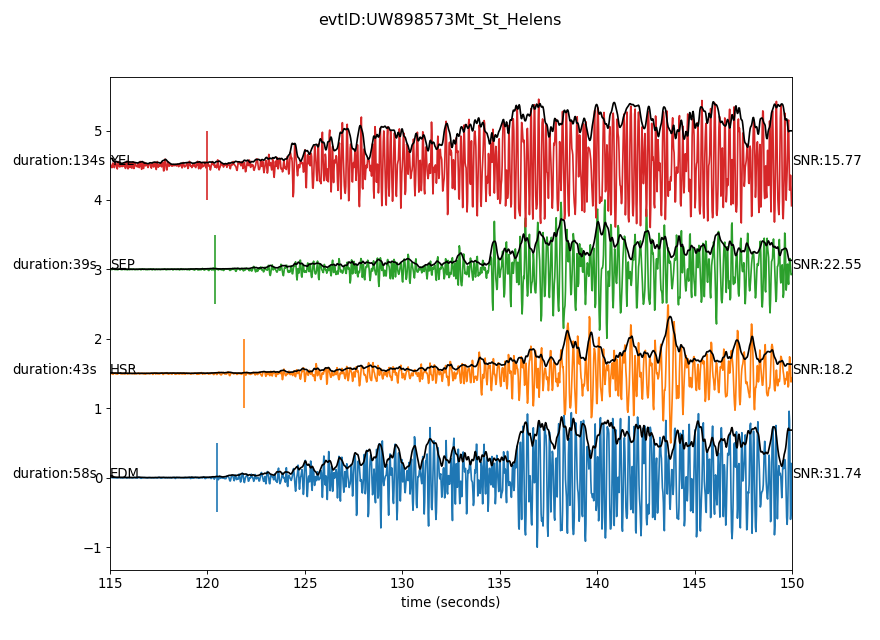 evtID:UW898573Mt_St_Helens
5
duration:134s YEL SNR:15.77
4
duration:39s SEP SNR:22.55
3
2
duration:43s HSR SNR:18.2
1
duration:58s EDM SNR:31.74
0
−1
115 120 125 130 135 140 145 150
time (seconds)